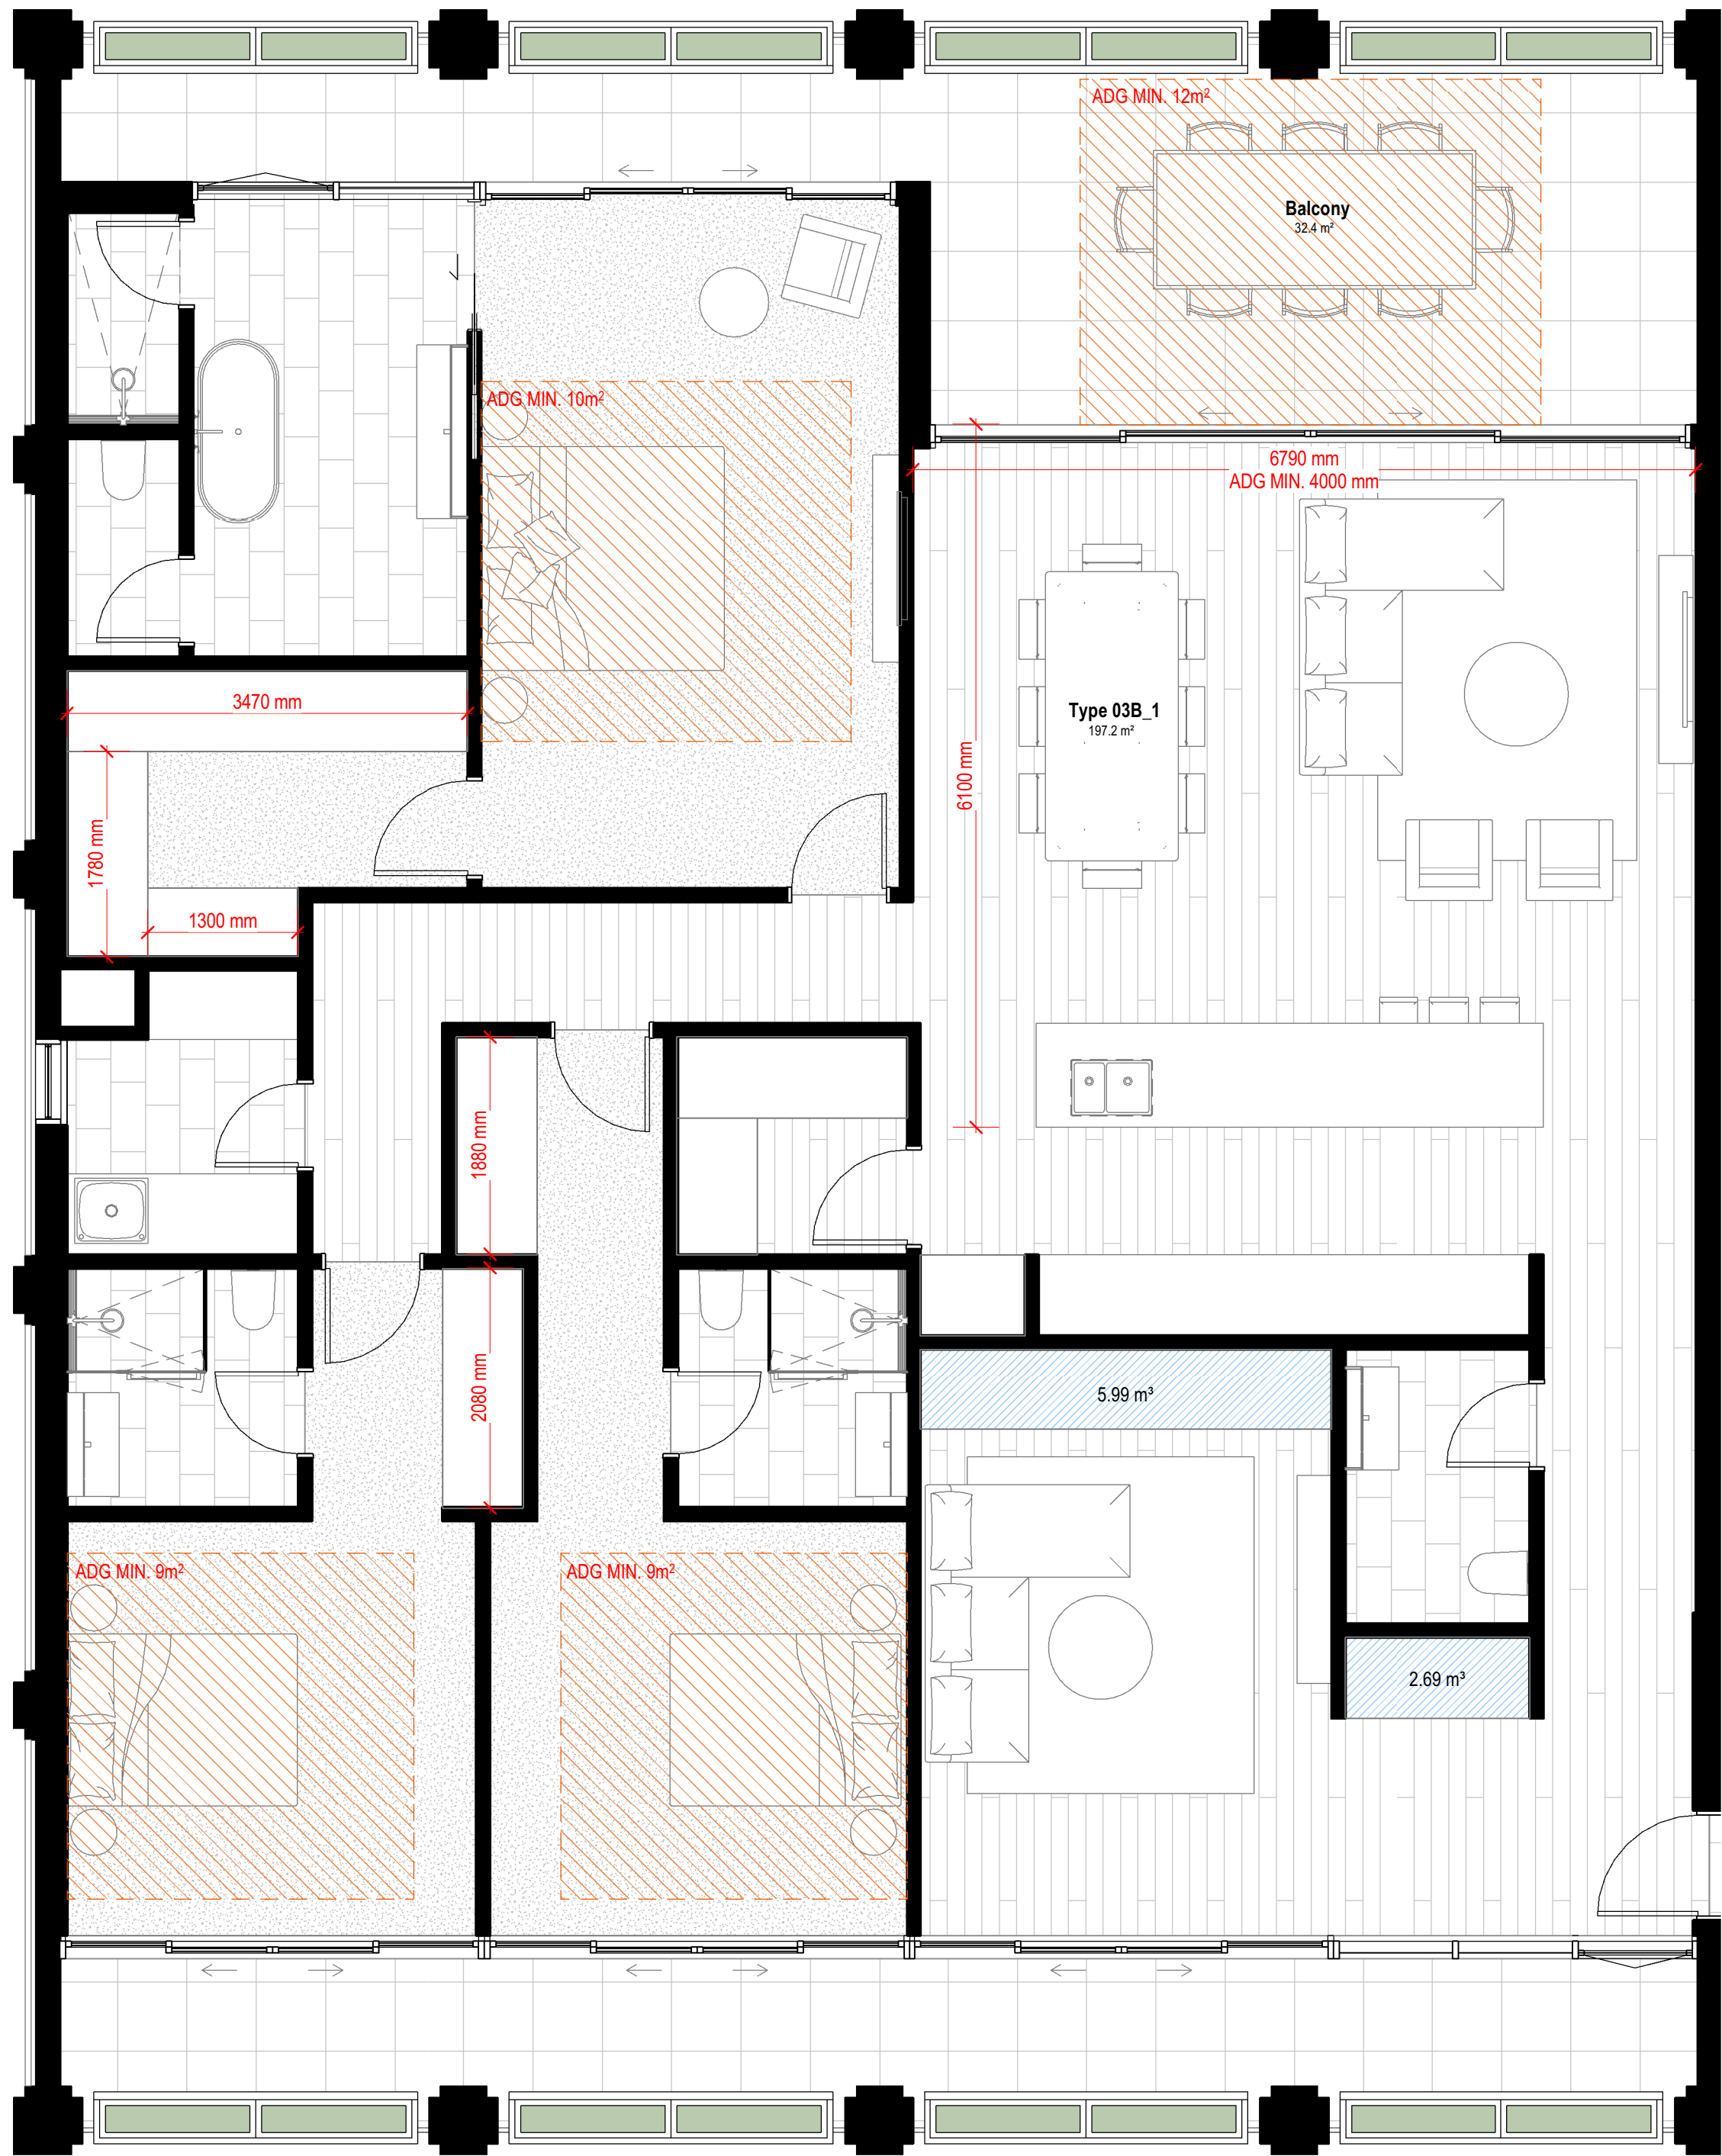 ADG MIN. 12m²
Balcony
32.4 m²
ADG MIN. 10m²
6790 mm
ADG MIN. 4000 mm
3470 mm
Type 03B_1
197.2 m²
6100 mm
1780 mm
1300 mm
1880 mm
2080 mm
5.99 m³
ADG MIN. 9m²
ADG MIN. 9m²
2.69 m³